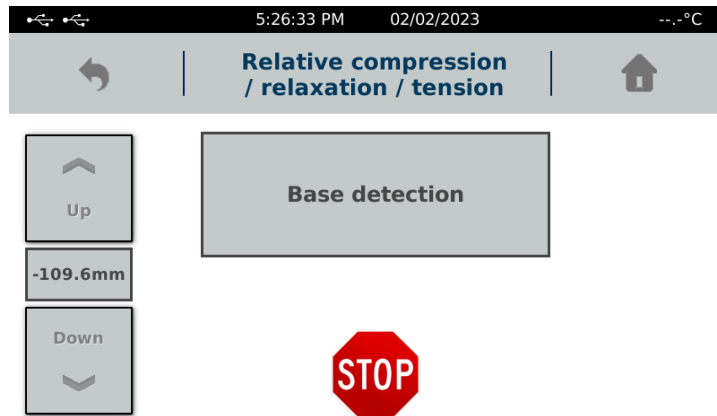 5:26:33 PM 02/02/2023 --.-°C
Relative compression
/ relaxation / tension
Up
Base detection
-109.6mm
Down
STOP